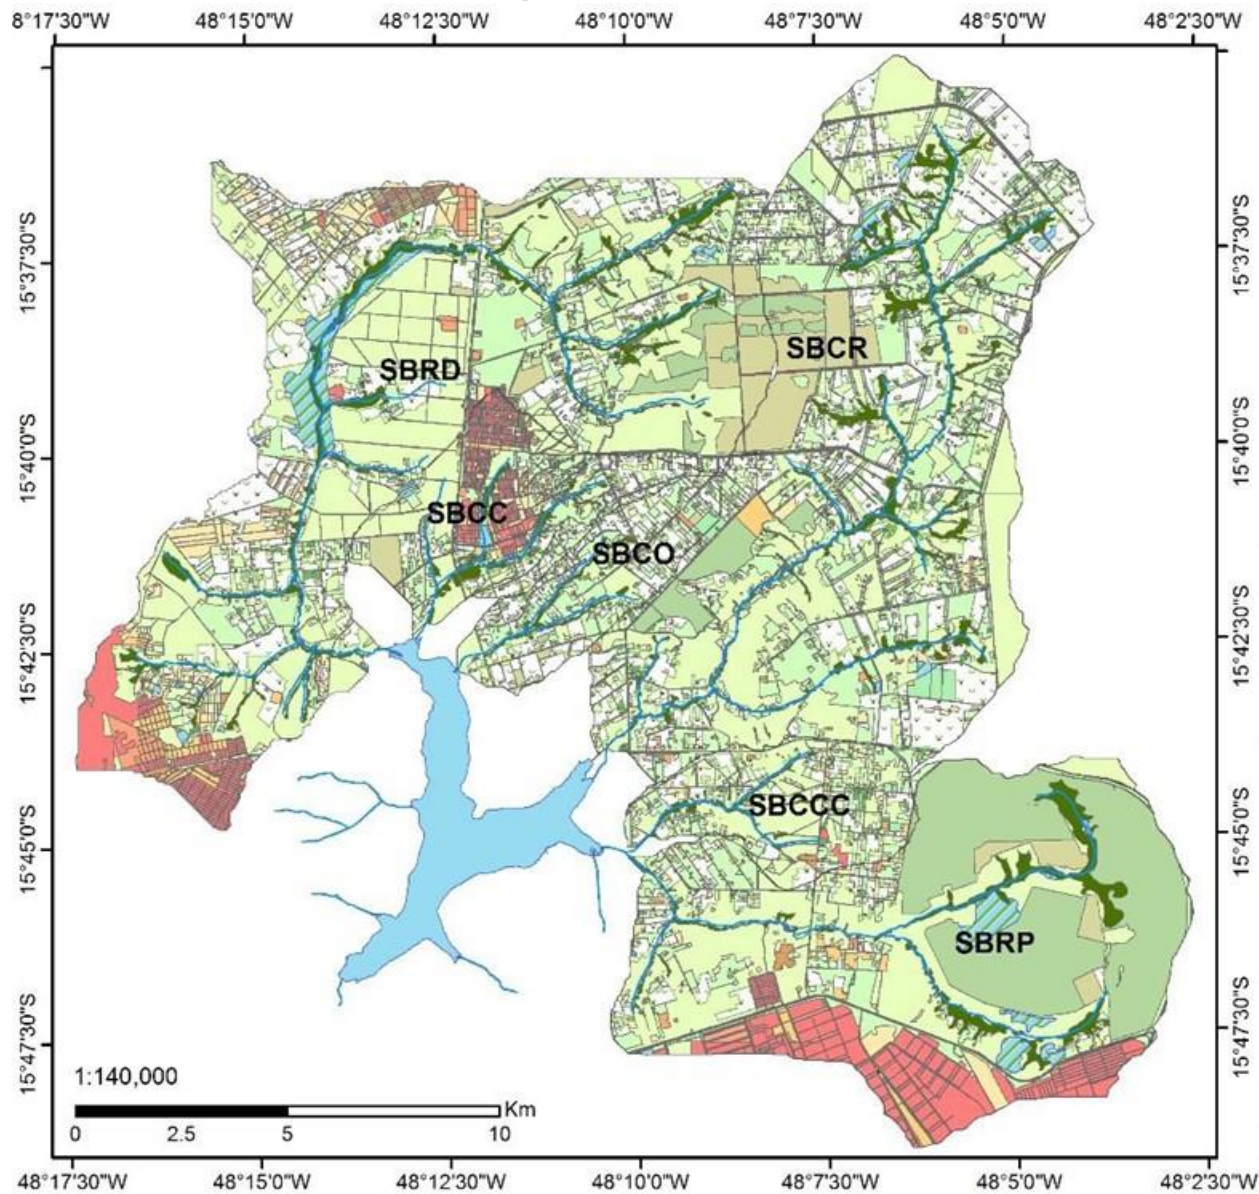 8°17'30"W 48°15'0"W 48°12'30"W 48°10'0"W 48°7'30"W 48°5'0"W 48°2'30"W
15°37'30"S 15°37'30"S
SBCR
SBRD
15°40'0"S 15°40'0"S
SBCC
SBCO
15°42'30"S 15°42'30"S
SBCCC
15°45'0"S 15°45'0"S
SBRP
15°47'30"S 15°47'30"S
1:140,000
Km
0 2.5 5 10
48°17'30"W 48°15'0"W 48°12'30"W 48°10'0"W 48°7'30"W 48°5'0"W 48°2'30"W